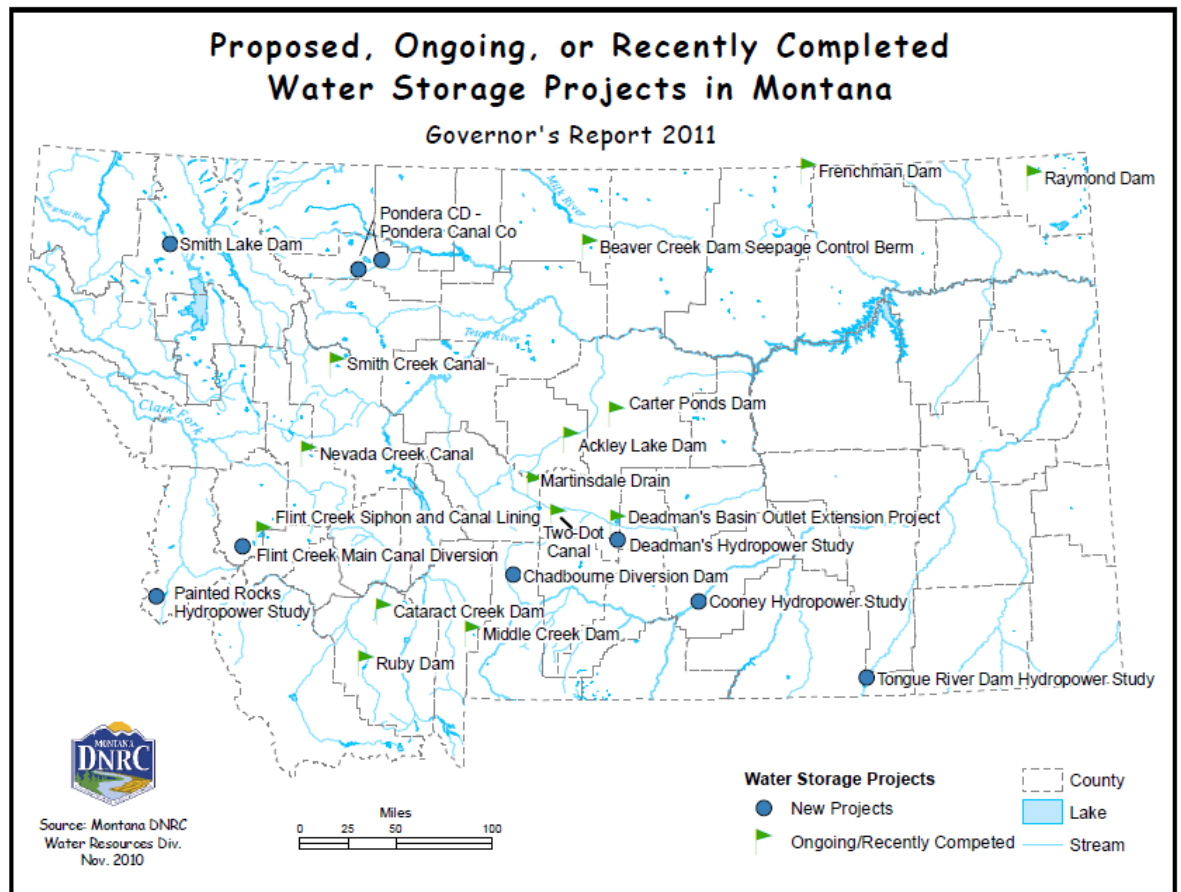 Proposed, Ongoing, or Recently Completed
Water Storage Projects in Montana
Governor's Report 2011
Frenchman Dam
Raymond Dam
Milk River
Pondera CD -
Pondera Canal Co
Smith Lake Dam
Beaver Creek Dam Seepage Control Berm
Teton River
Smith Creek Canal
Clark Fork
Carter Ponds Dam
Ackley Lake Dam
Nevada Creek Canal
Martinsdale Drain
Flint Creek Siphon and Canal Lining
Deadman's Basin Outlet Extension Project
Two-Dot
Canal
Deadman's Hydropower Study
Flint Creek Main Canal Diversion
Chadbourne Diversion Dam
Painted Rocks
Hydropower Study
Cooney Hydropower Study
Cataract Creek Dam
Middle Creek Dam
Ruby Dam
Tongue River Dam Hydropower Study
MONTANA
DNRC
Source: Montana DNRC
Water Resources Div.
Nov. 2010
Miles
0 25 50 100
Water Storage Projects
New Projects
Ongoing/Recently Competed
County
Lake
Stream